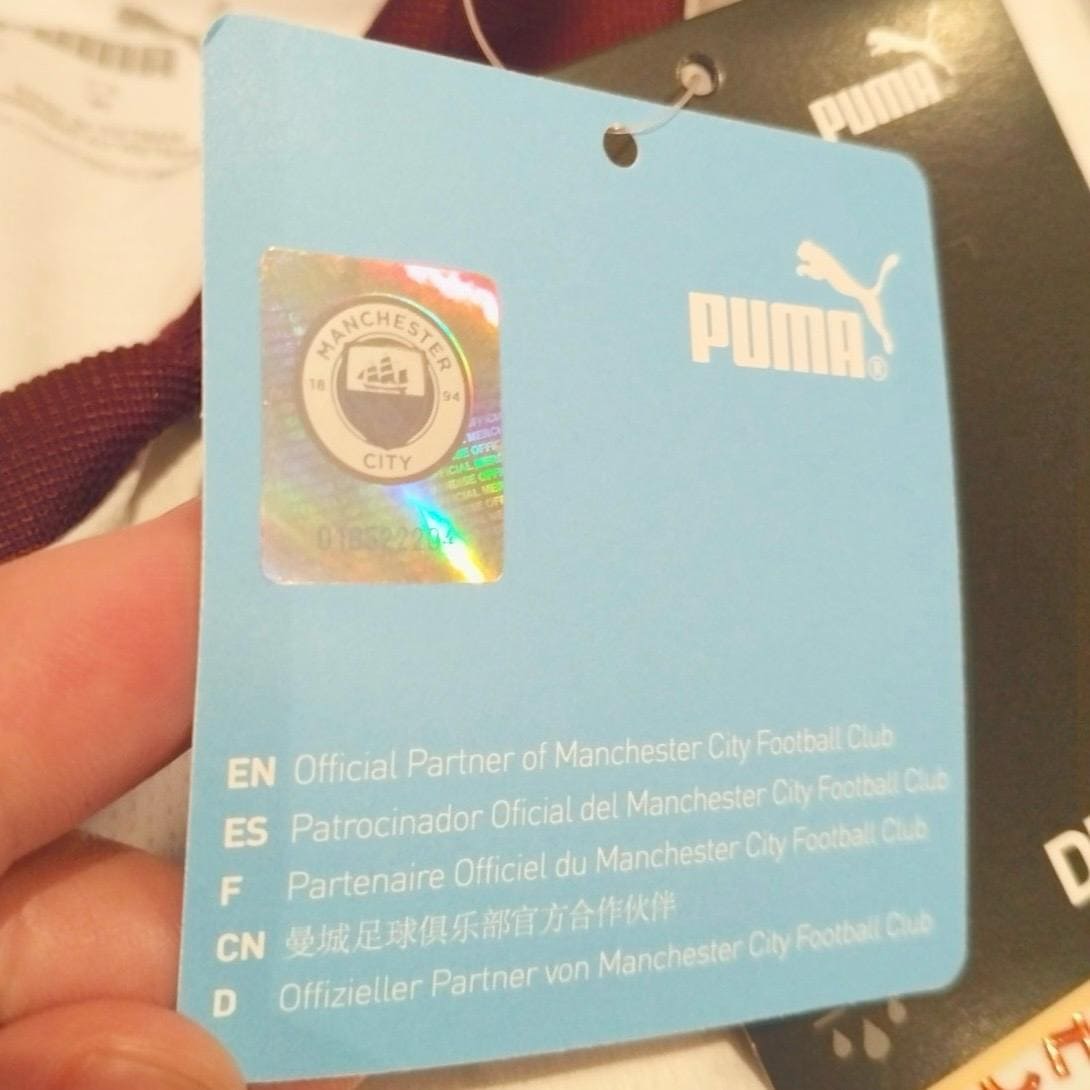 PUMA
PUMA®
MANCHESTER
18 94
CITY
EN Official Partner of Manchester City Football Club
ES Patrocinador Oficial del Manchester City Football Club
F Partenaire Officiel du Manchester City Football Club
CN 曼城足球俱乐部官方合作伙伴
D Offizieller Partner von Manchester City Football Club